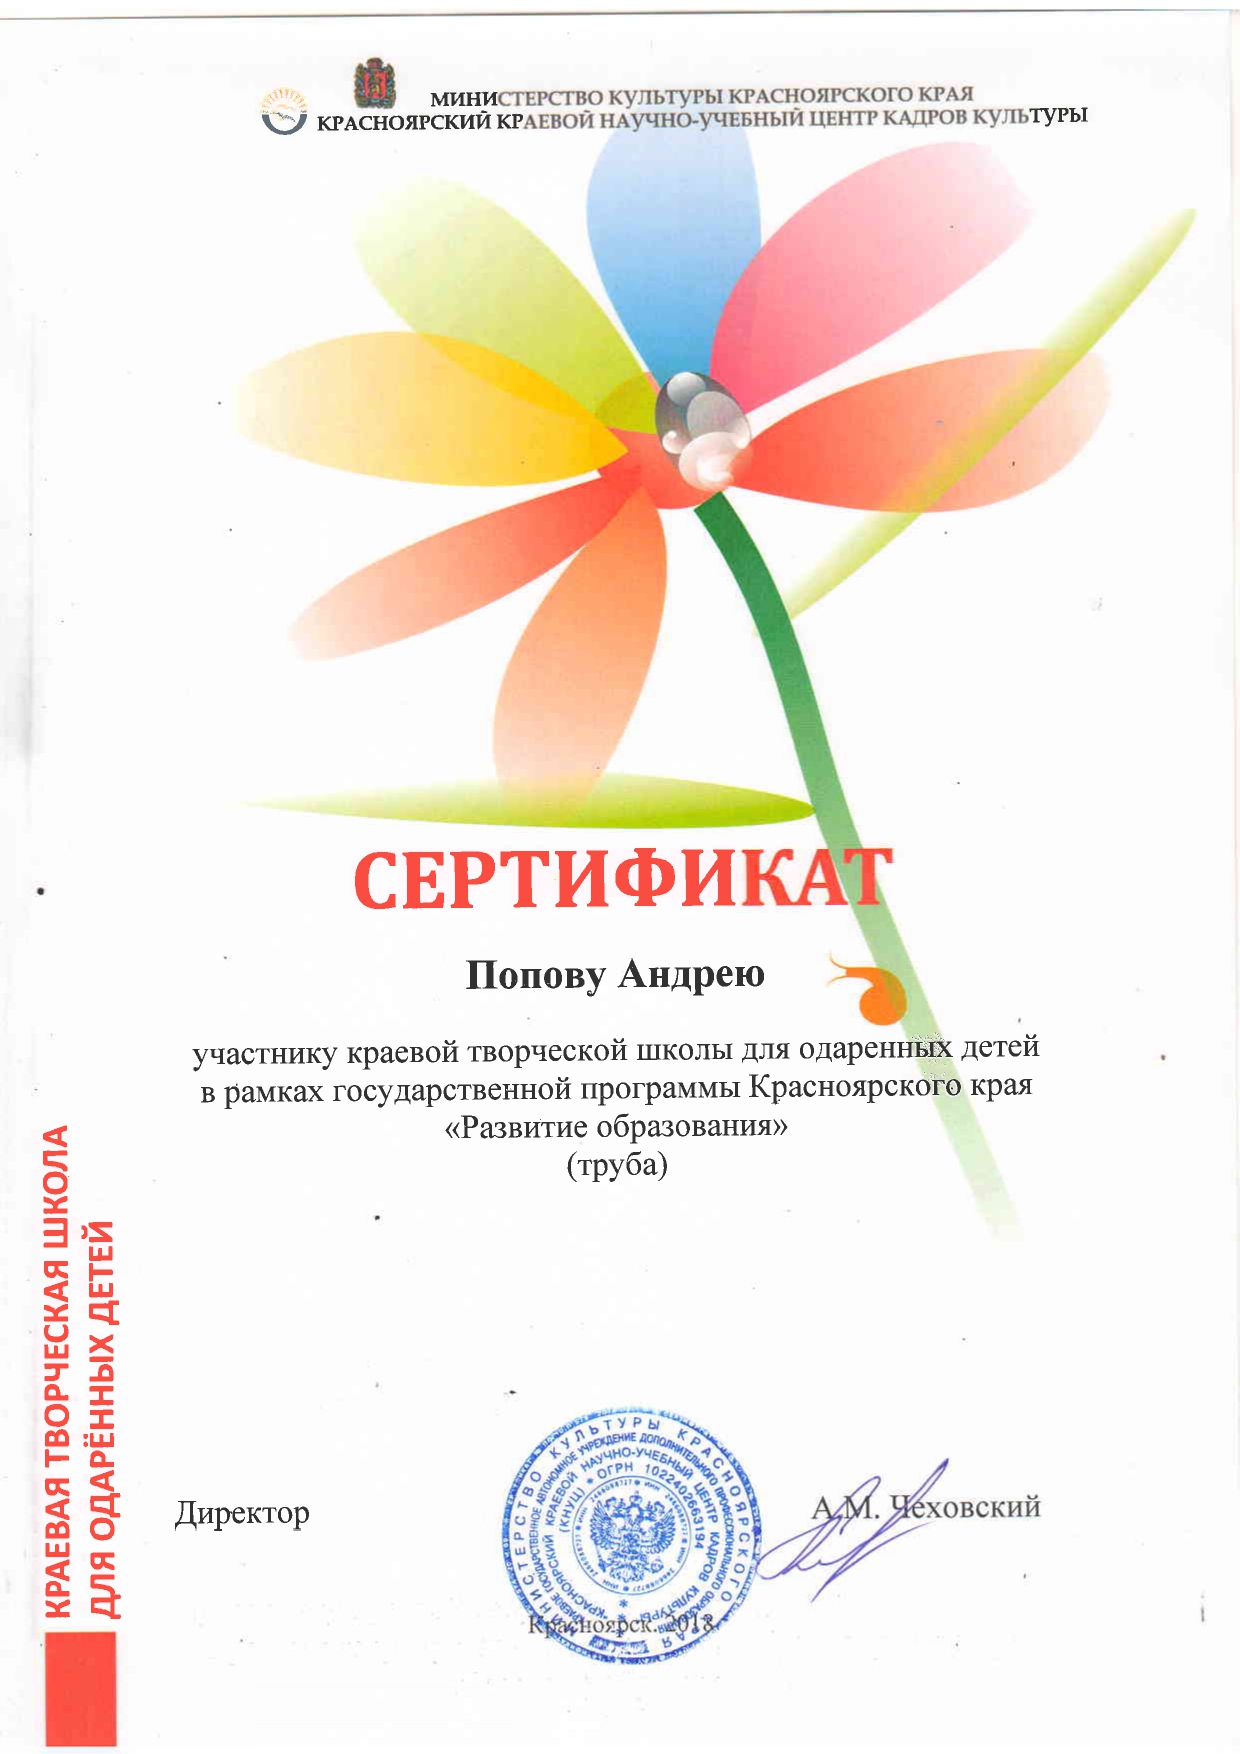 МИНИСТЕРСТВО КУЛЬТУРЫ КРАСНОЯРСКОГО КРАЯ
КРАСНОЯРСКИЙ КРАЕВОЙ НАУЧНО-УЧЕБНЫЙ ЦЕНТР КАДРОВ КУЛЬТУРЫ
СЕРТИФИКАТ
Попову Андрею
участнику краевой творческой школы для одаренных детей
в рамках государственной программы Красноярского края
«Развитие образования»
(труба)
КРАЕВАЯ ТВОРЧЕСКАЯ ШКОЛА
ДЛЯ ОДАРЁННЫХ ДЕТЕЙ
Директор
А.М. Чеховский
МИНИСТЕРСТВО КУЛЬТУРЫ КРАСНОЯРСКОГО КРАЯ
КРАЕВОЕ ГОСУДАРСТВЕННОЕ АВТОНОМНОЕ УЧРЕЖДЕНИЕ ДОПОЛНИТЕЛЬНОГО ПРОФЕССИОНАЛЬНОГО ОБРАЗОВАНИЯ
"КРАСНОЯРСКИЙ КРАЕВОЙ НАУЧНО-УЧЕБНЫЙ ЦЕНТР КАДРОВ КУЛЬТУРЫ"
(КНУЦ) * ОГРН 1022402663194
Красноярск. 2018